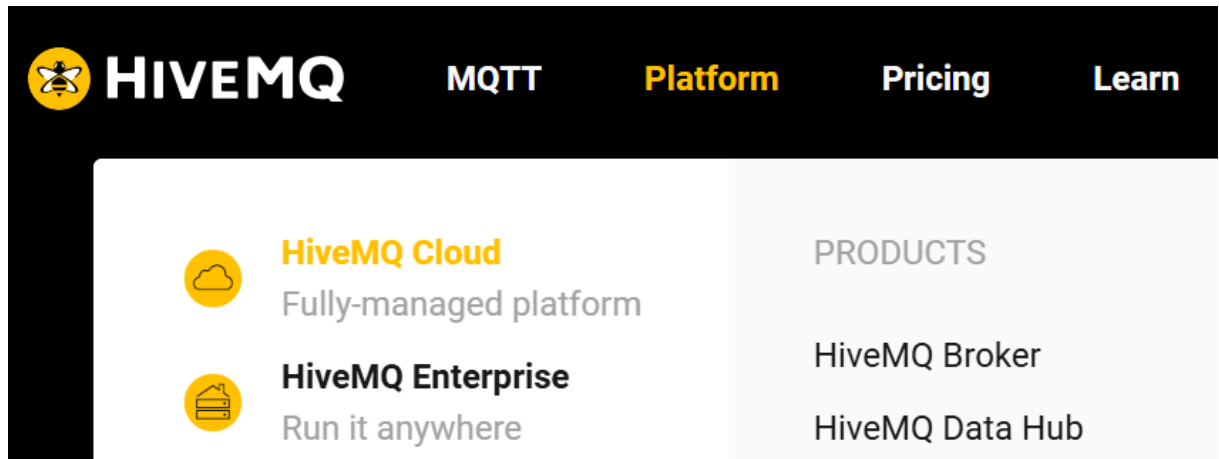 HIVEMQ MQTT Platform Pricing Learn
HiveMQ Cloud
Fully-managed platform
HiveMQ Enterprise
Run it anywhere
PRODUCTS
HiveMQ Broker
HiveMQ Data Hub